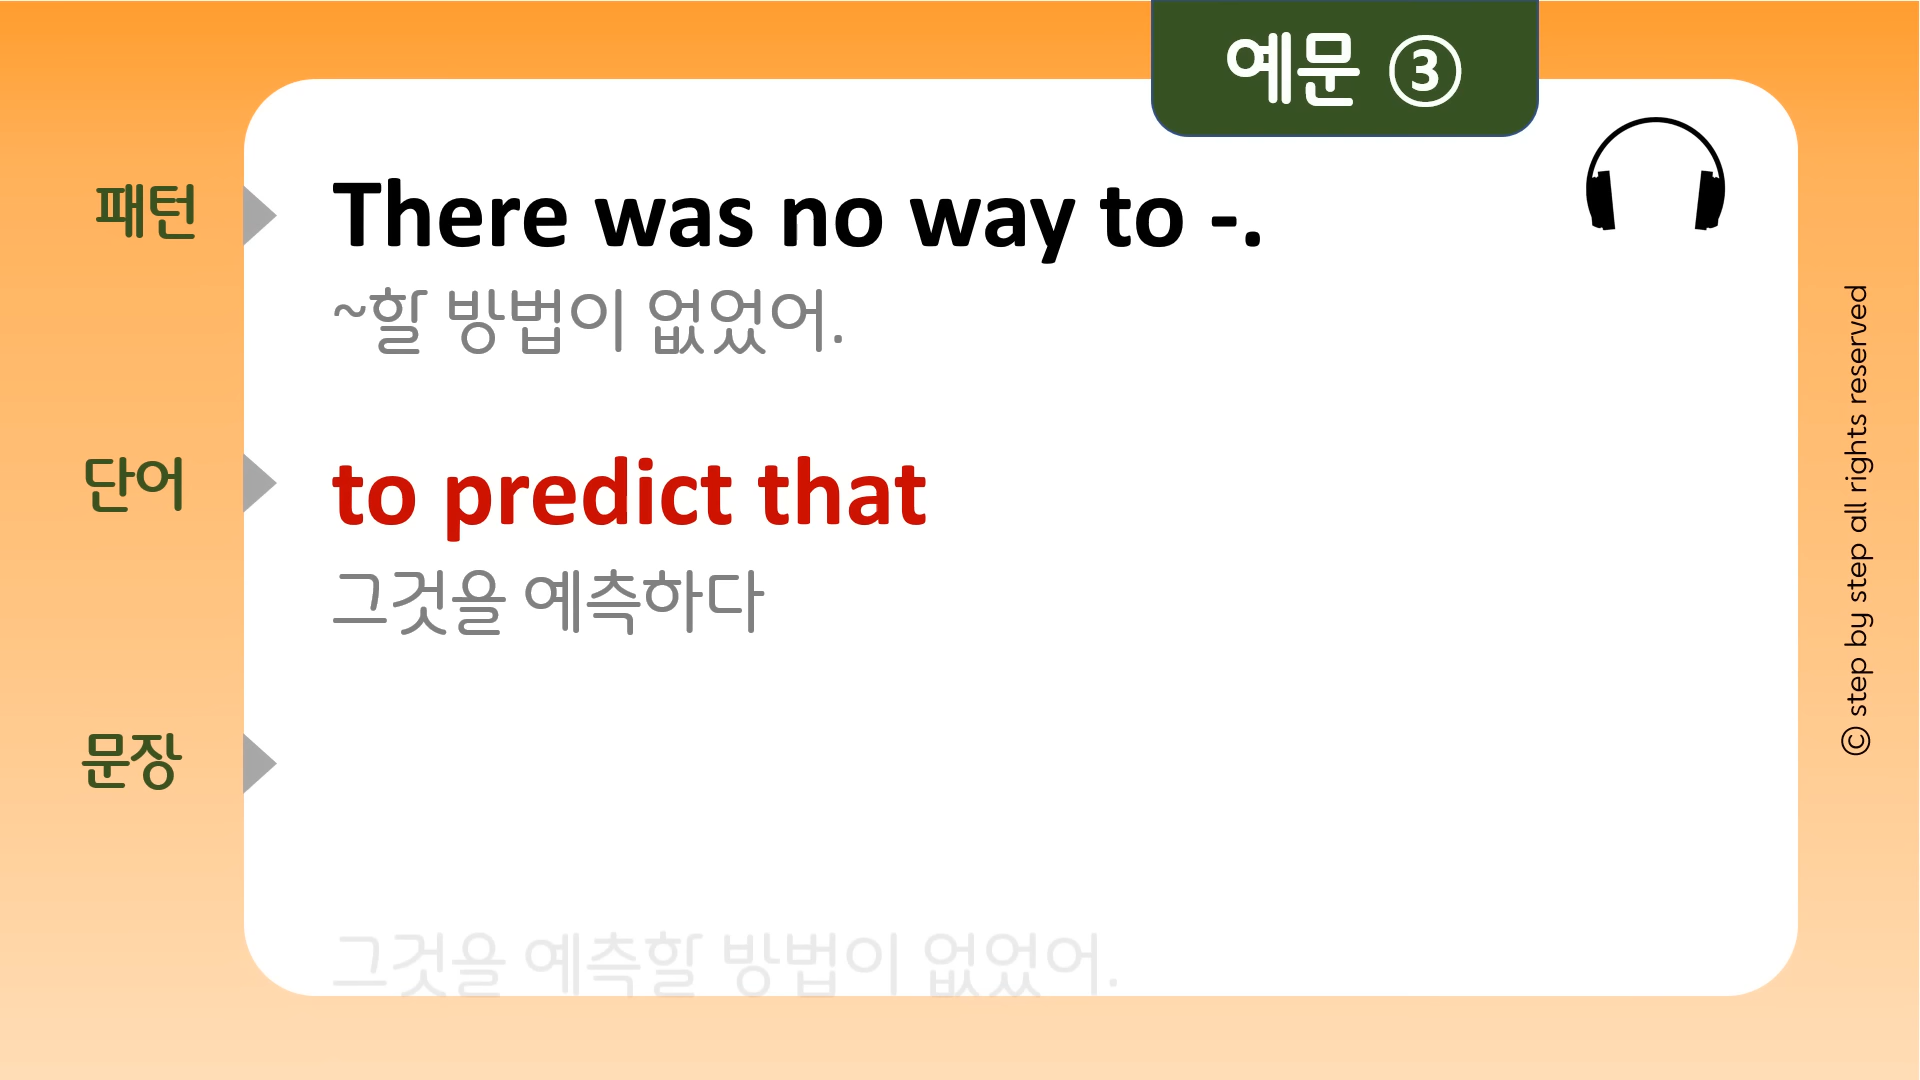 예문 ③
패턴
There was no way to -.
~할 방법이 없었어.
단어
to predict that
그것을 예측하다
문장
그것을 예측할 방법이 없었어.
© step by step all rights reserved